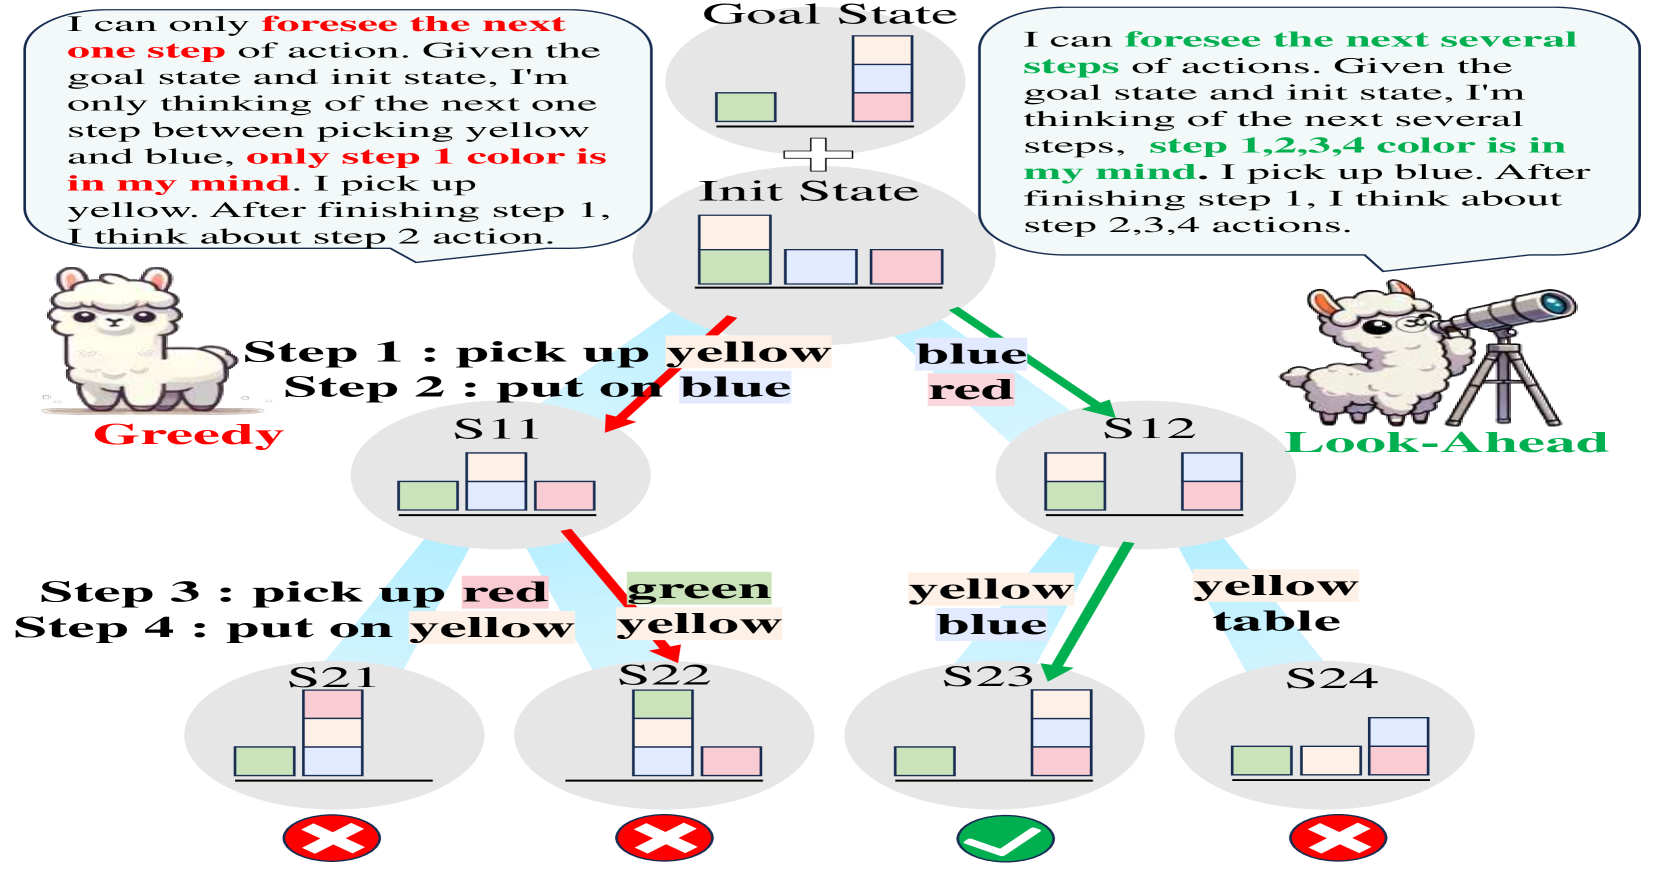 I can only foresee the next
one step of action. Given the
goal state and init state, I'm
only thinking of the next one
step between picking yellow
and blue, only step 1 color is
in my mind. I pick up
yellow. After finishing step 1,
I think about step 2 action.
Goal State
I can foresee the next several
steps of actions. Given the
goal state and init state, I'm
thinking of the next several
steps, step 1,2,3,4 color is in
my mind. I pick up blue. After
finishing step 1, I think about
step 2,3,4 actions.
Init State
Greedy
Look-Ahead
Step 1 : pick up yellow
Step 2 : put on blue
blue
red
S11
S12
Step 3 : pick up red
Step 4 : put on yellow
green
yellow
yellow
blue
yellow
table
S21
S22
S23
S24